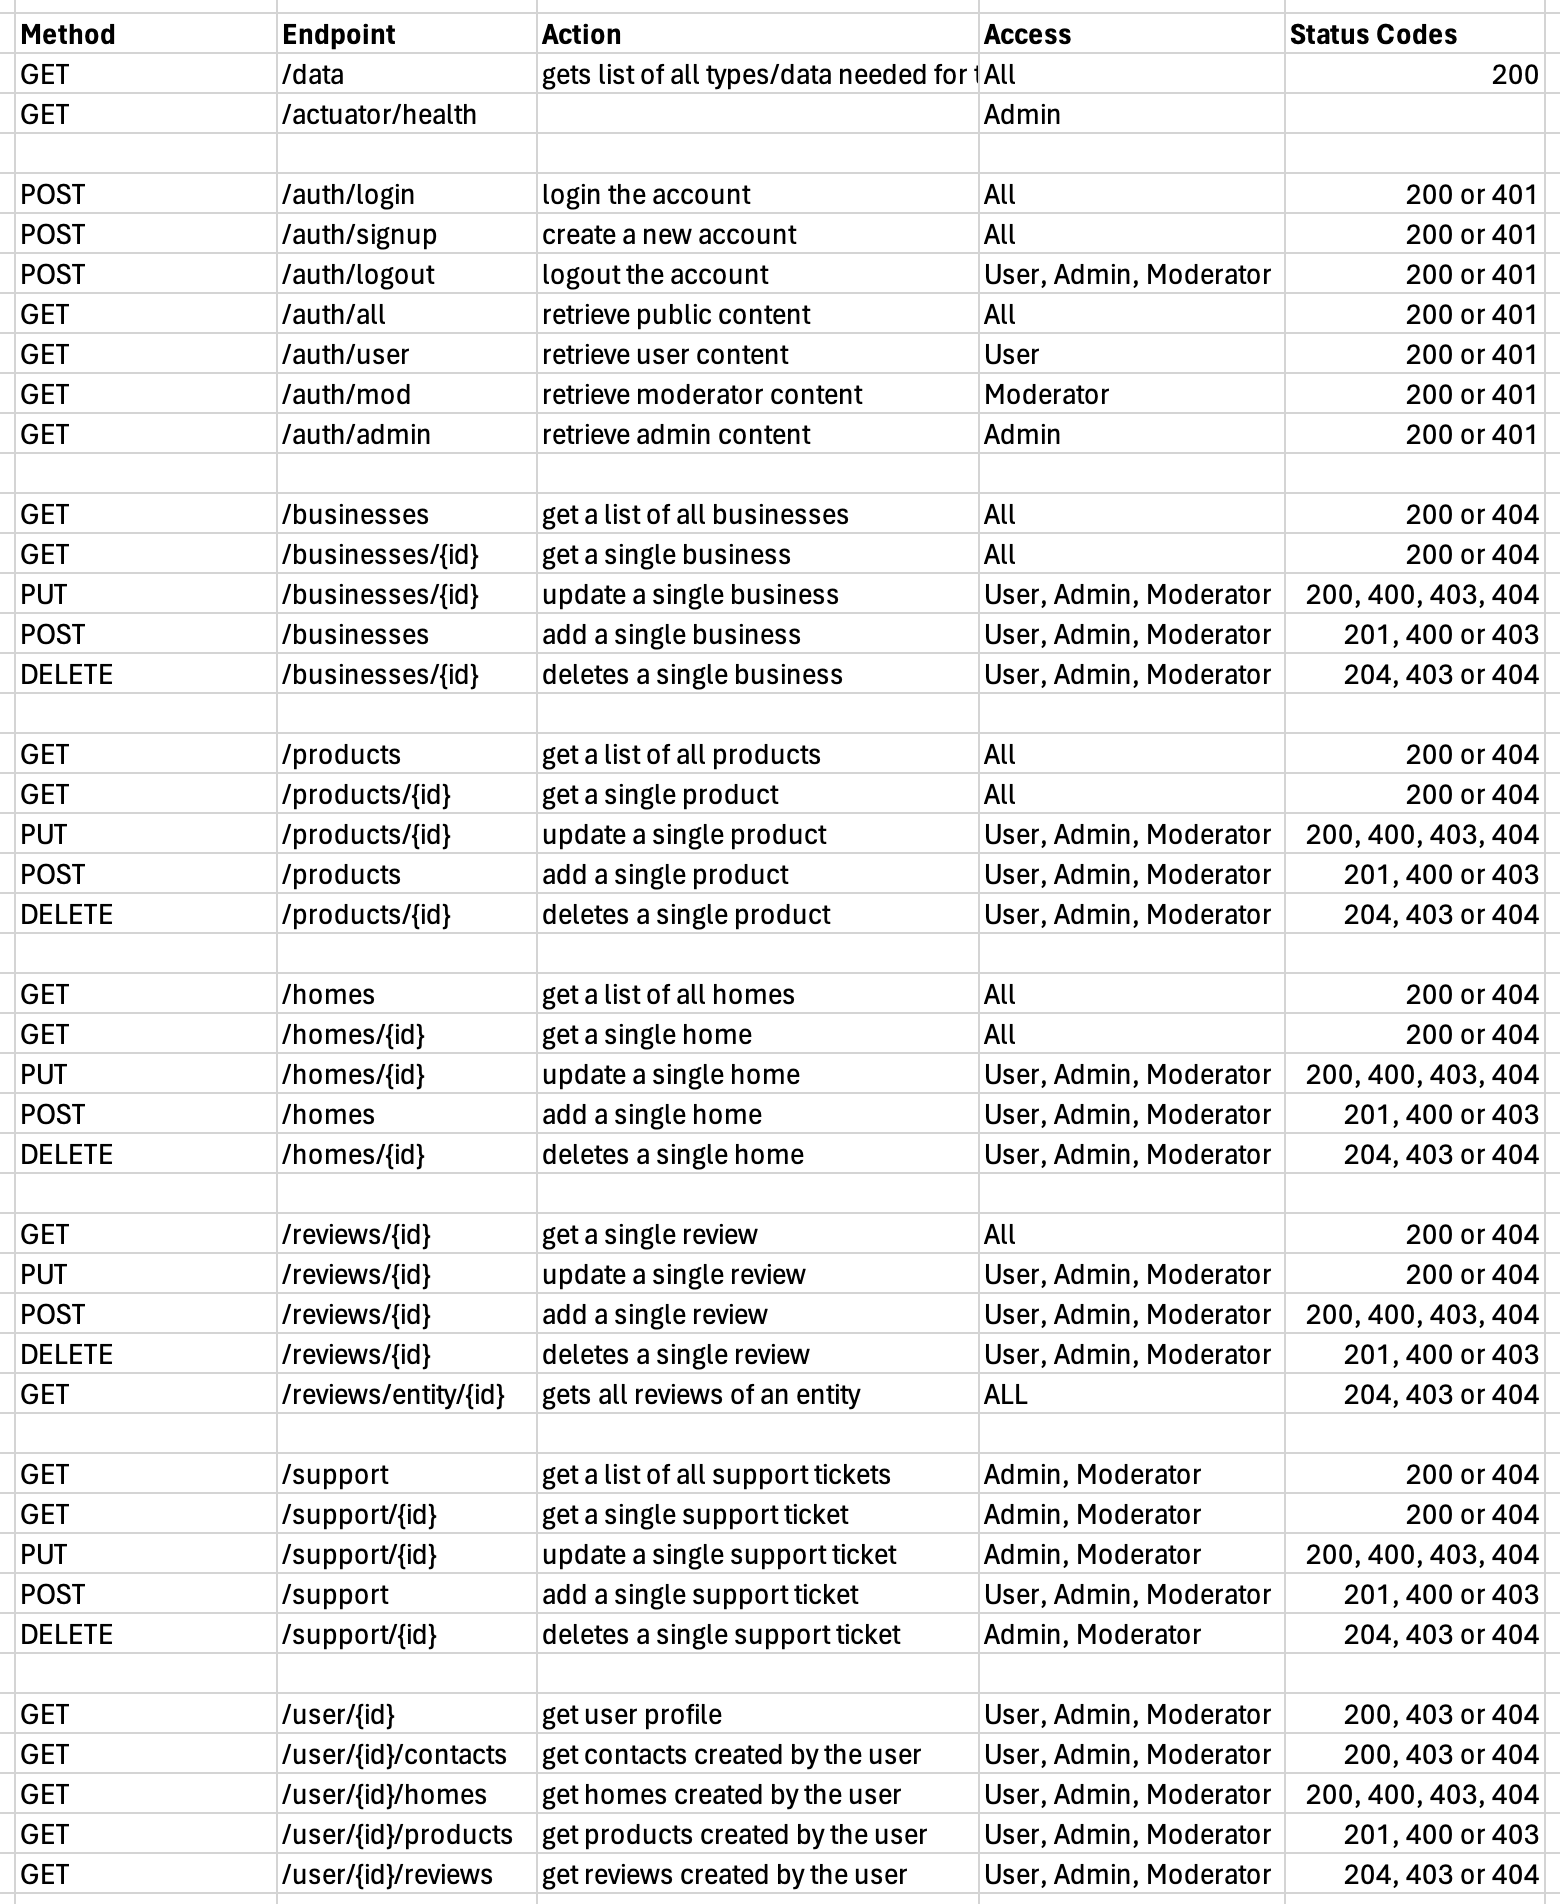 Method Endpoint Action Access Status Codes
GET /data gets list of all types/data needed for All 200
GET /actuator/health Admin
POST /auth/login login the account All 200 or 401
POST /auth/signup create a new account All 200 or 401
POST /auth/logout logout the account User, Admin, Moderator 200 or 401
GET /auth/all retrieve public content All 200 or 401
GET /auth/user retrieve user content User 200 or 401
GET /auth/mod retrieve moderator content Moderator 200 or 401
GET /auth/admin retrieve admin content Admin 200 or 401
GET /businesses get a list of all businesses All 200 or 404
GET /businesses/{id} get a single business All 200 or 404
PUT /businesses/{id} update a single business User, Admin, Moderator 200, 400, 403, 404
POST /businesses add a single business User, Admin, Moderator 201, 400 or 403
DELETE /businesses/{id} deletes a single business User, Admin, Moderator 204, 403 or 404
GET /products get a list of all products All 200 or 404
GET /products/{id} get a single product All 200 or 404
PUT /products/{id} update a single product User, Admin, Moderator 200, 400, 403, 404
POST /products add a single product User, Admin, Moderator 201, 400 or 403
DELETE /products/{id} deletes a single product User, Admin, Moderator 204, 403 or 404
GET /homes get a list of all homes All 200 or 404
GET /homes/{id} get a single home All 200 or 404
PUT /homes/{id} update a single home User, Admin, Moderator 200, 400, 403, 404
POST /homes add a single home User, Admin, Moderator 201, 400 or 403
DELETE /homes/{id} deletes a single home User, Admin, Moderator 204, 403 or 404
GET /reviews/{id} get a single review All 200 or 404
PUT /reviews/{id} update a single review User, Admin, Moderator 200 or 404
POST /reviews/{id} add a single review User, Admin, Moderator 200, 400, 403, 404
DELETE /reviews/{id} deletes a single review User, Admin, Moderator 201, 400 or 403
GET /reviews/entity/{id} gets all reviews of an entity ALL 204, 403 or 404
GET /support get a list of all support tickets Admin, Moderator 200 or 404
GET /support/{id} get a single support ticket Admin, Moderator 200 or 404
PUT /support/{id} update a single support ticket Admin, Moderator 200, 400, 403, 404
POST /support add a single support ticket User, Admin, Moderator 201, 400 or 403
DELETE /support/{id} deletes a single support ticket Admin, Moderator 204, 403 or 404
GET /user/{id} get user profile User, Admin, Moderator 200, 403 or 404
GET /user/{id}/contacts get contacts created by the user User, Admin, Moderator 200, 403 or 404
GET /user/{id}/homes get homes created by the user User, Admin, Moderator 200, 400, 403, 404
GET /user/{id}/products get products created by the user User, Admin, Moderator 201, 400 or 403
GET /user/{id}/reviews get reviews created by the user User, Admin, Moderator 204, 403 or 404